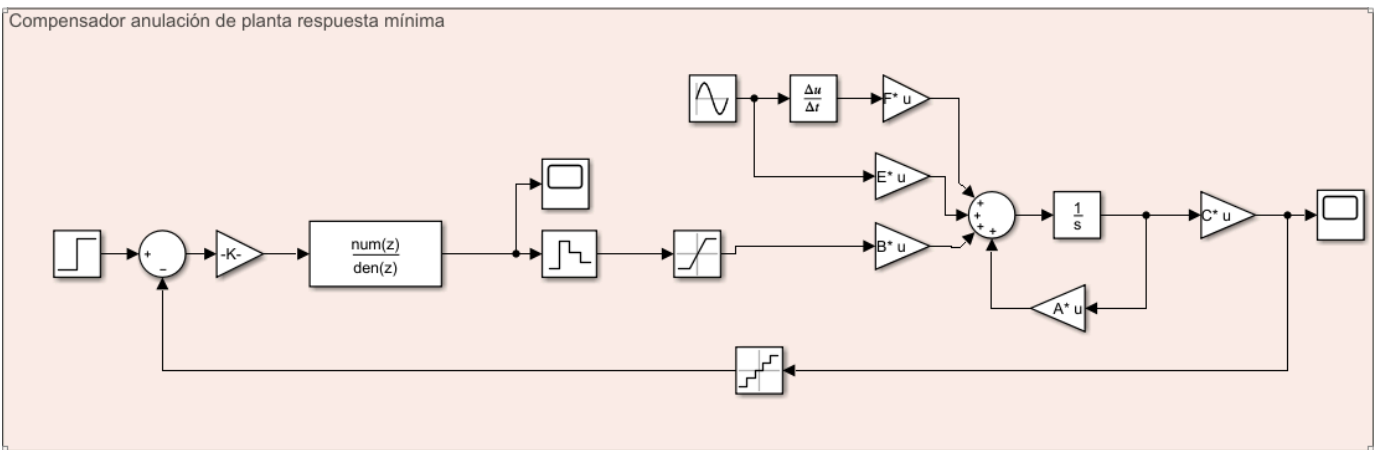 Compensador anulación de planta respuesta mínima
Δu
Δt
F* u
E* u
+
+
+
+
1
s
C* u
B* u
A* u
+
−
-K-
num(z)
den(z)